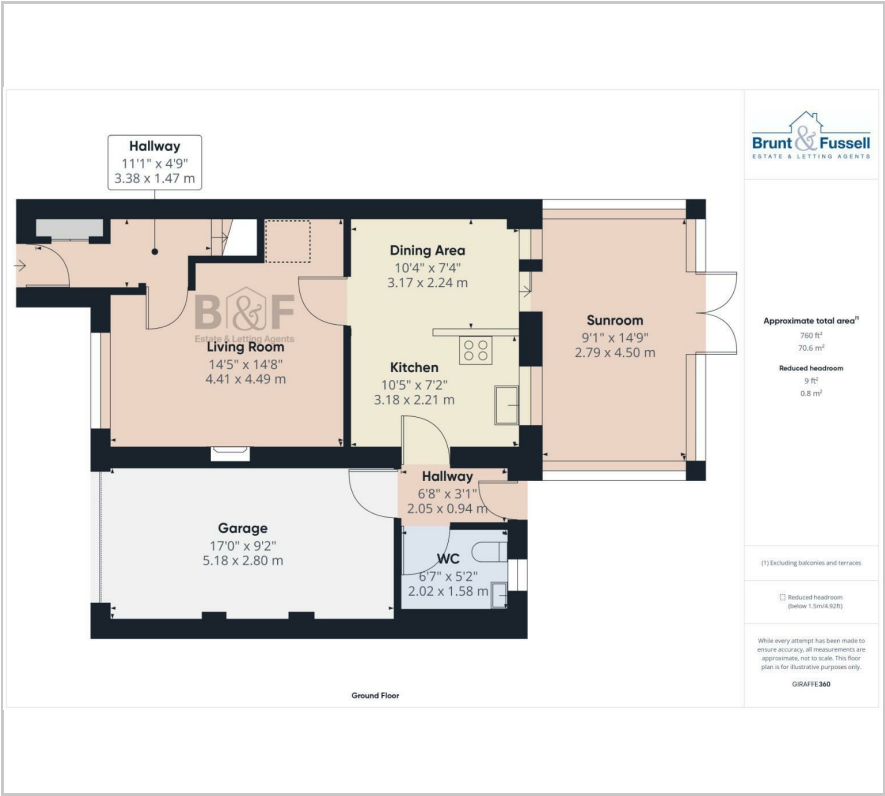 Hallway
11'1" x 4'9"
3.38 x 1.47 m
Dining Area
10'4" x 7'4"
3.17 x 2.24 m
B&F
Estate & Letting Agents
Living Room
14'5" x 14'8"
4.41 x 4.49 m
Kitchen
10'5" x 7'2"
3.18 x 2.21 m
Sunroom
9'1" x 14'9"
2.79 x 4.50 m
Hallway
6'8" x 3'1"
2.05 x 0.94 m
Garage
17'0" x 9'2"
5.18 x 2.80 m
WC
6'7" x 5'2"
2.02 x 1.58 m
Ground Floor
Brunt & Fussell
ESTATE & LETTING AGENTS
Approximate total area(1)
760 ft²
70.6 m²
Reduced headroom
9 ft²
0.8 m²
(1) Excluding balconies and terraces
Reduced headroom
(below 1.5m/4.92ft)
While every attempt has been made to
ensure accuracy, all measurements are
approximate, not to scale. This floor
plan is for illustrative purposes only.
GIRAFFE360